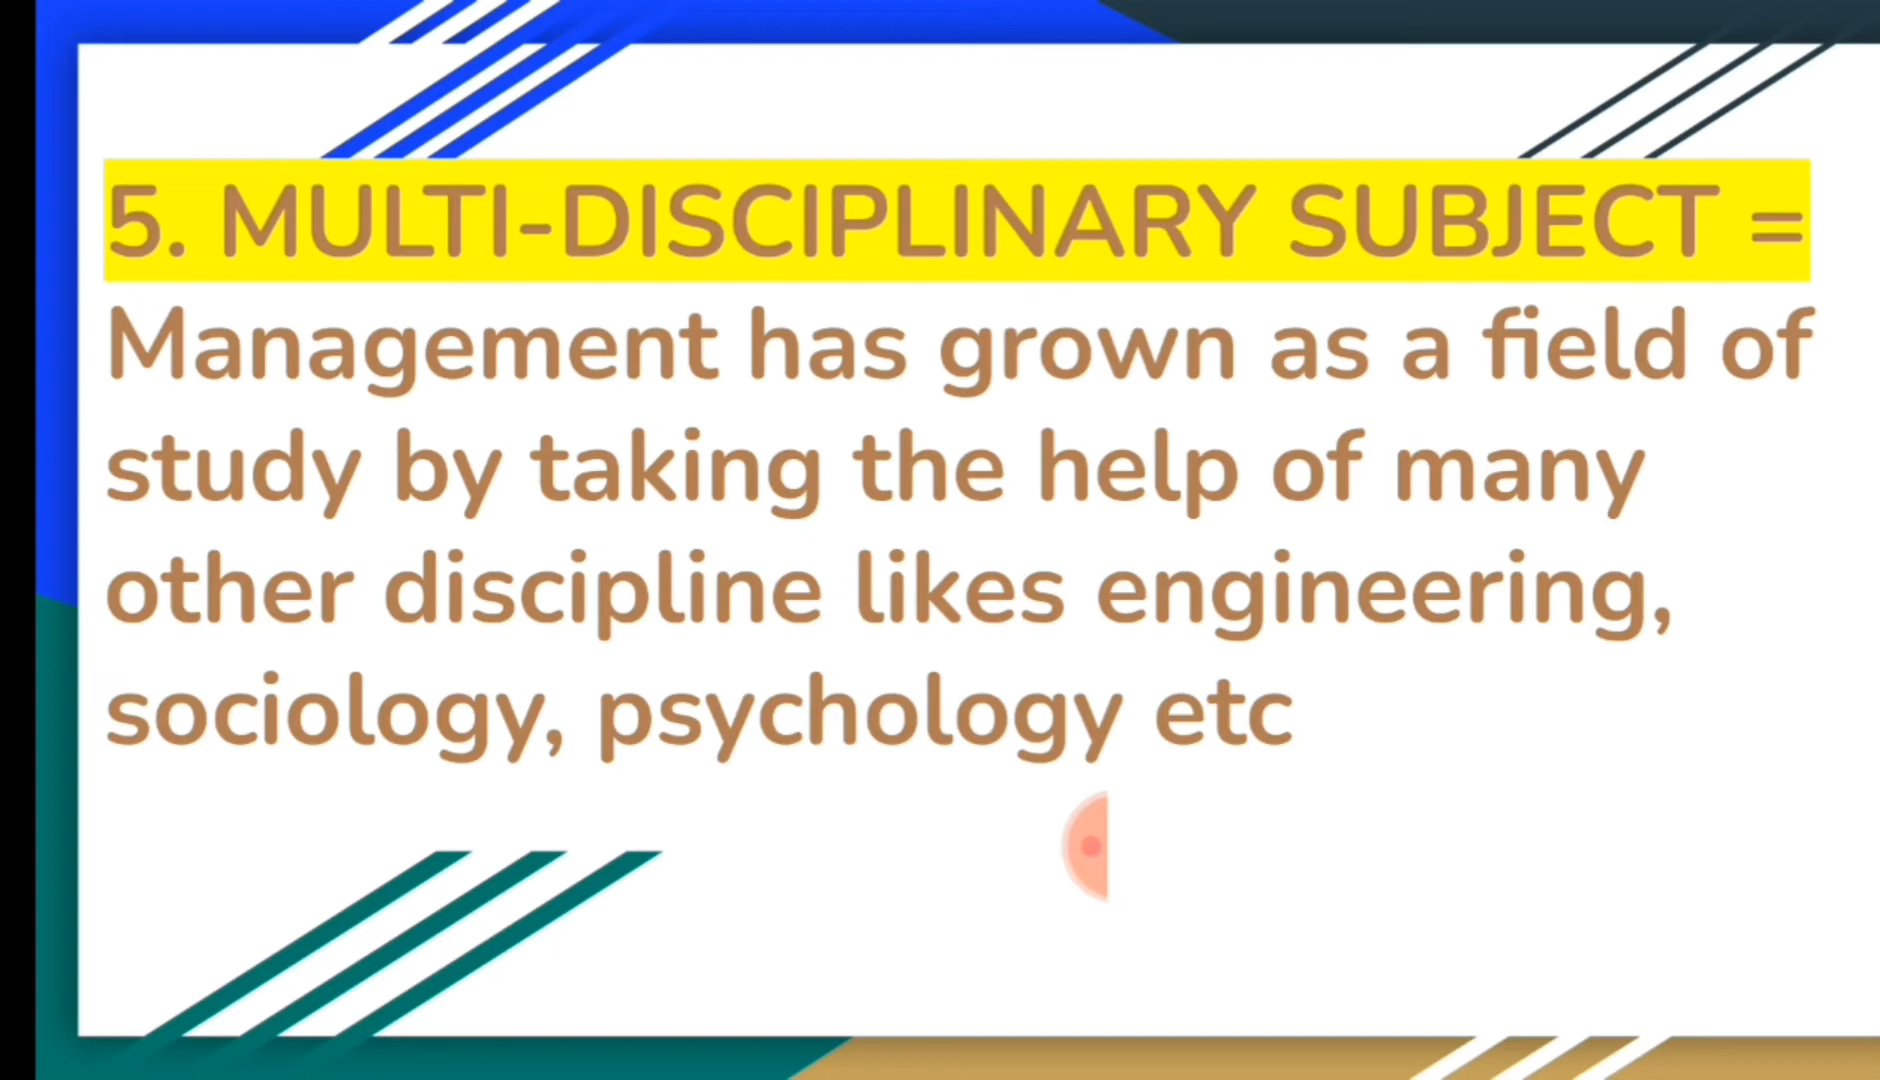 5. MULTI-DISCIPLINARY SUBJECT =
Management has grown as a field of
study by taking the help of many
other discipline likes engineering,
sociology, psychology etc